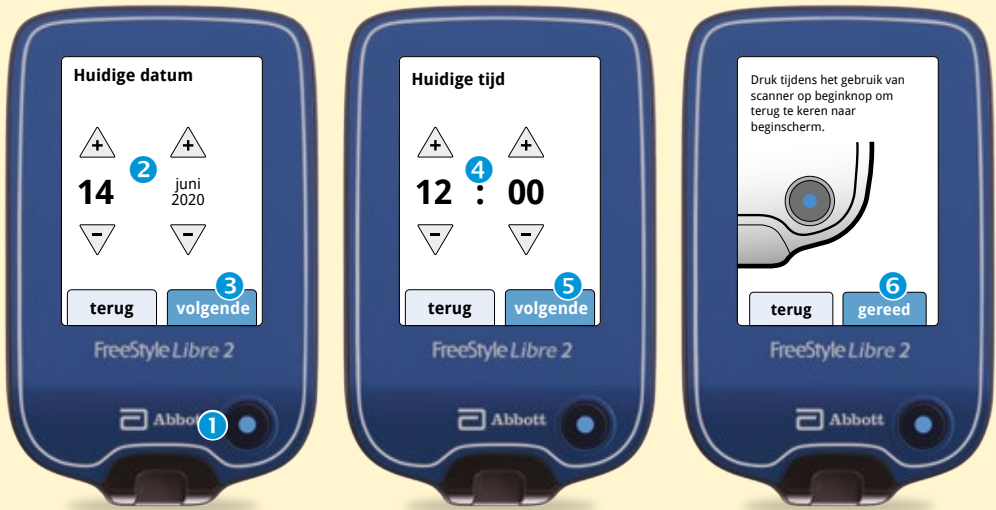 Huidige datum
+ +
2
14 juni
2020
- -
3
terug volgende
FreeStyle Libre 2
Abbott
1
Huidige tijd
+ +
4
12 : 00
- -
5
terug volgende
FreeStyle Libre 2
Abbott
Druk tijdens het gebruik van
scanner op beginknop om
terug te keren naar
beginscherm.
6
terug gereed
FreeStyle Libre 2
Abbott